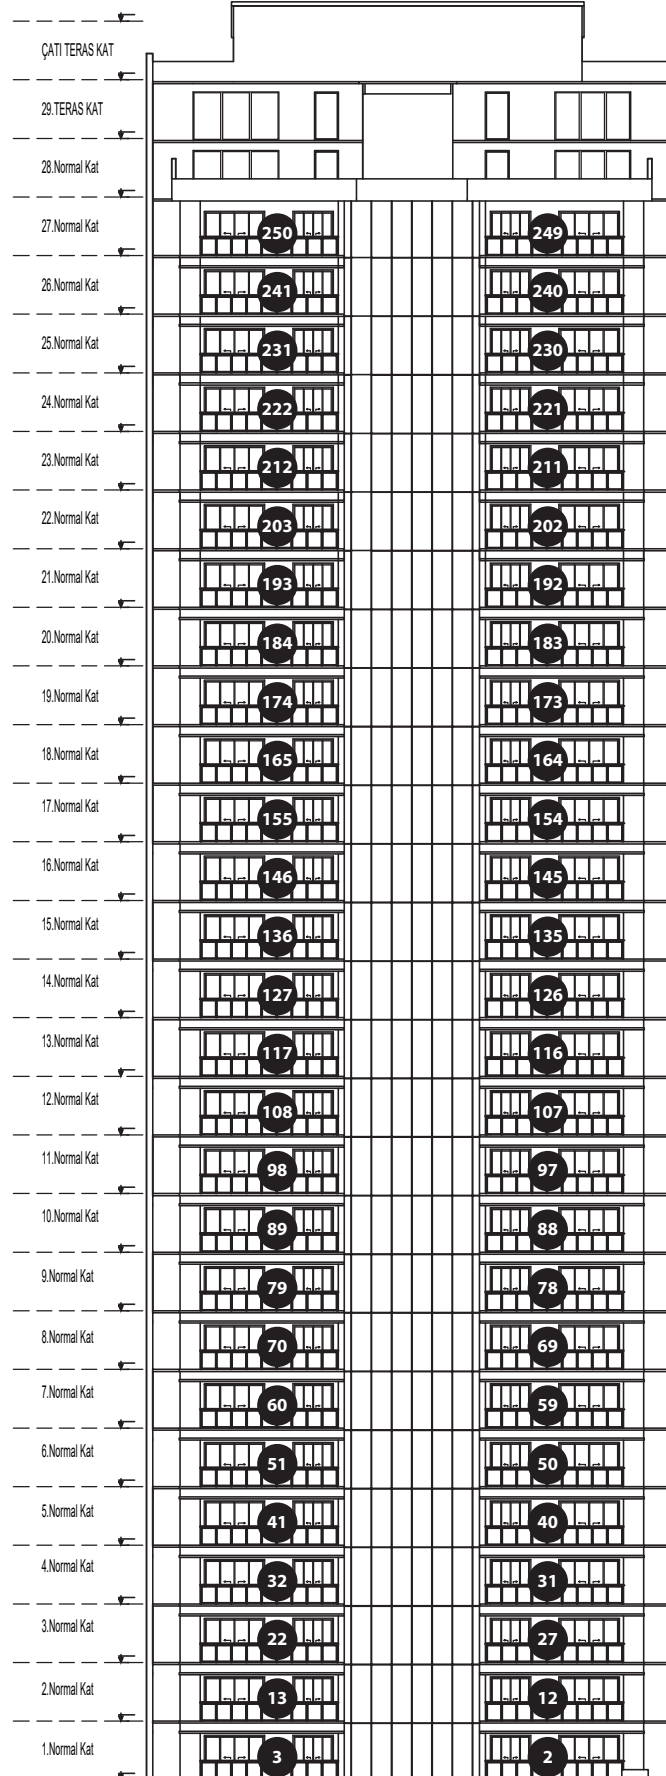 ÇATI TERAS KAT
29.TERAS KAT
28.Normal Kat
27.Normal Kat 250 249
26.Normal Kat 241 240
25.Normal Kat 231 230
24.Normal Kat 222 221
23.Normal Kat 212 211
22.Normal Kat 203 202
21.Normal Kat 193 192
20.Normal Kat 184 183
19.Normal Kat 174 173
18.Normal Kat 165 164
17.Normal Kat 155 154
16.Normal Kat 146 145
15.Normal Kat 136 135
14.Normal Kat 127 126
13.Normal Kat 117 116
12.Normal Kat 108 107
11.Normal Kat 98 97
10.Normal Kat 89 88
9.Normal Kat 79 78
8.Normal Kat 70 69
7.Normal Kat 60 59
6.Normal Kat 51 50
5.Normal Kat 41 40
4.Normal Kat 32 31
3.Normal Kat 22 27
2.Normal Kat 13 12
1.Normal Kat 3 2